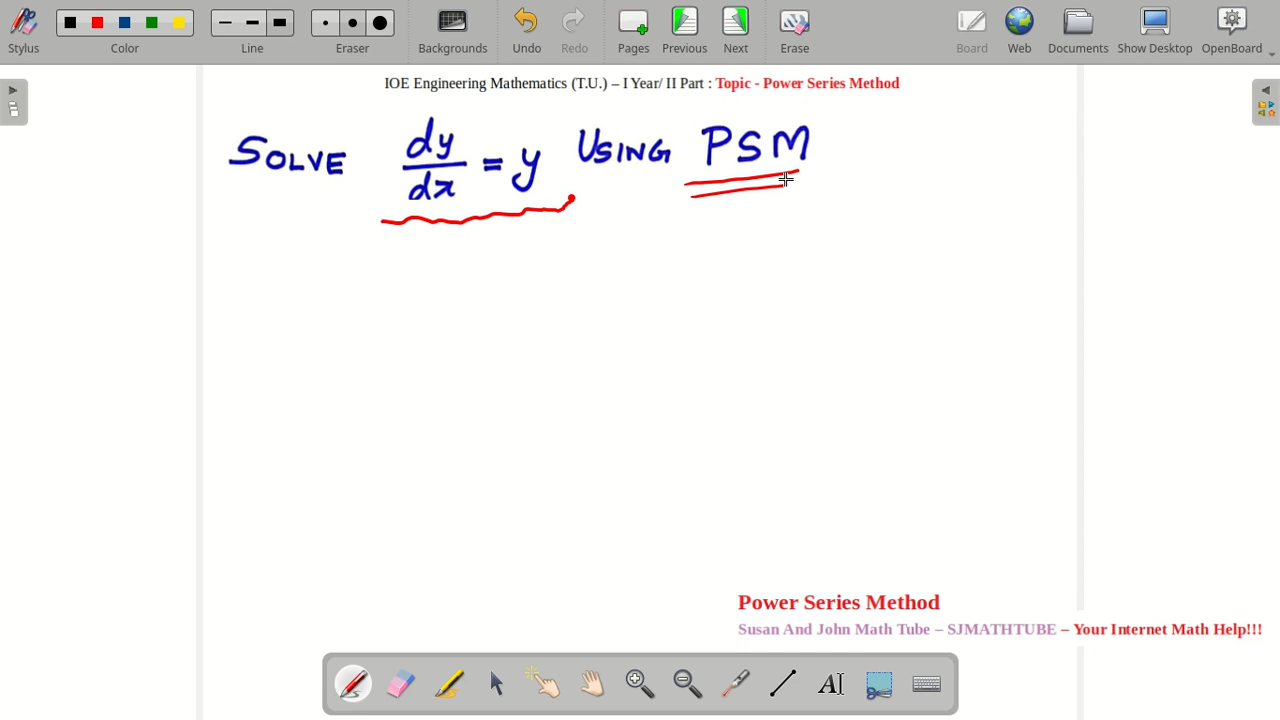 Stylus Color Line Eraser Backgrounds Undo Redo Pages Previous Next Erase Board Web Documents Show Desktop OpenBoard
IOE Engineering Mathematics (T.U.) – I Year/ II Part : Topic - Power Series Method
SOLVE dy/dx = y USING PSM
Power Series Method
Susan And John Math Tube – SJMATHTUBE – Your Internet Math Help!!!